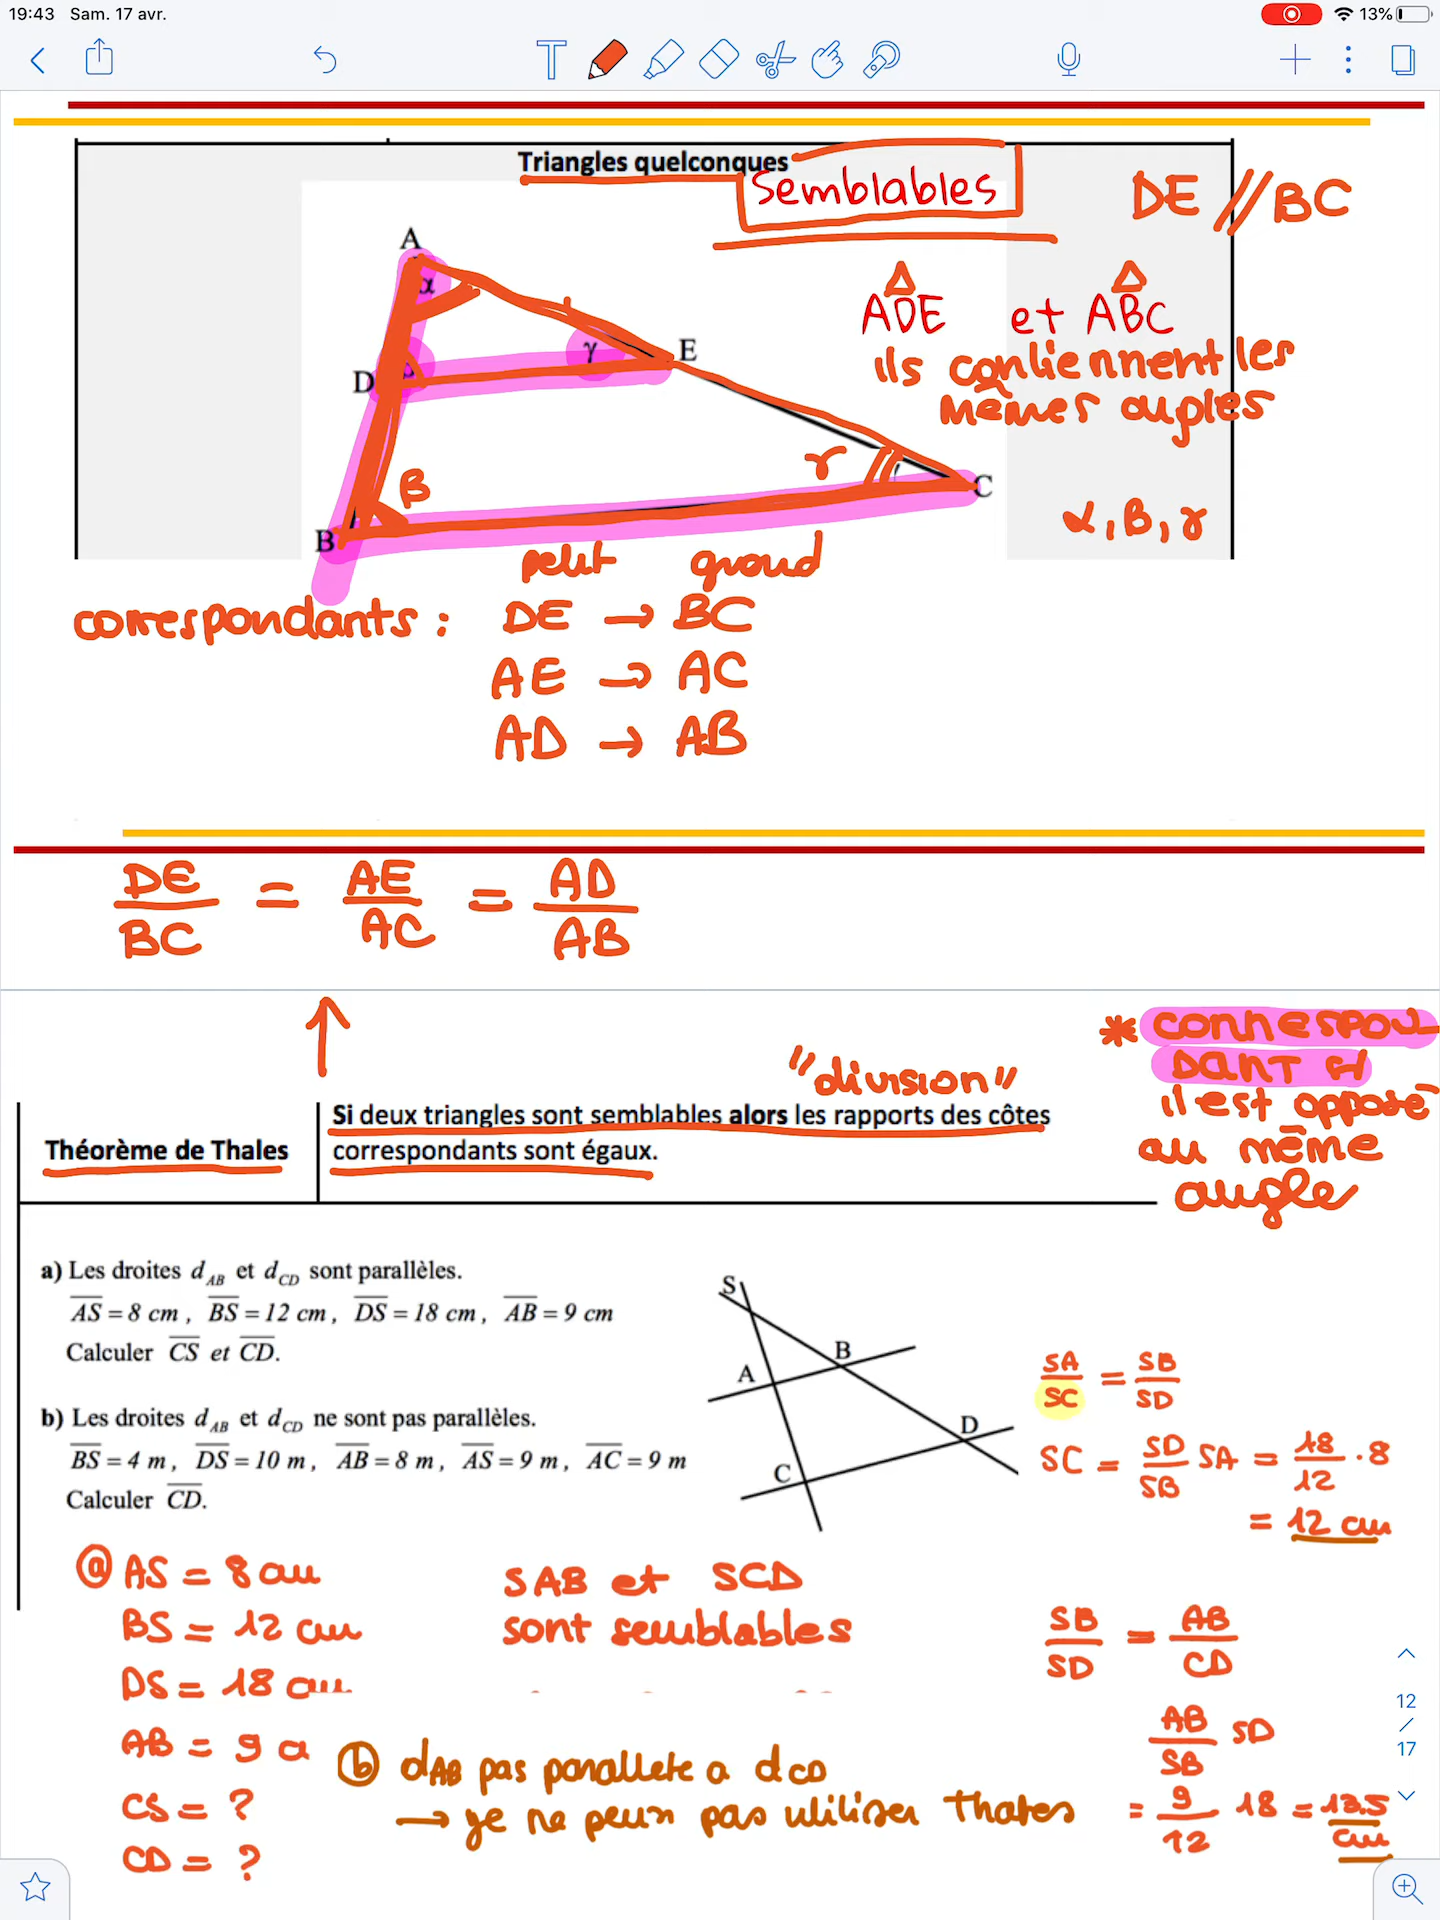 19:43 Sam. 17 avr.
13%
Triangles quelconques
semblables
DE // BC
A
α
γ
E
D
β
γ
C
B
ADE et ABC
ils contiennent les
mêmes angles
α, β, γ
petit grand
correspondants : DE → BC
AE → AC
AD → AB
DE/BC = AE/AC = AD/AB
* correspon
dant si
il est opposé
au même
angle
"division"
Théorème de Thales
Si deux triangles sont semblables alors les rapports des côtes
correspondants sont égaux.
a) Les droites d_AB et d_CD sont parallèles.
AS = 8 cm , BS = 12 cm , DS = 18 cm , AB = 9 cm
Calculer CS et CD.
b) Les droites d_AB et d_CD ne sont pas parallèles.
BS = 4 m , DS = 10 m , AB = 8 m , AS = 9 m , AC = 9 m
Calculer CD.
S
B
A
D
C
SA/SC = SB/SD
SC = SD/SB SA = 18/12 · 8
= 12 cm
@ AS = 8 cm
BS = 12 cm
DS = 18 cm
AB = 9 c
CS = ?
CD = ?
SAB et SCD
sont semblables
SB/SD = AB/CD
AB/SB SD
= 9/12 18 = 13.5
cm
b d_AB pas parallele a d_CD
→ je ne peux pas utiliser Thales
12
/
17